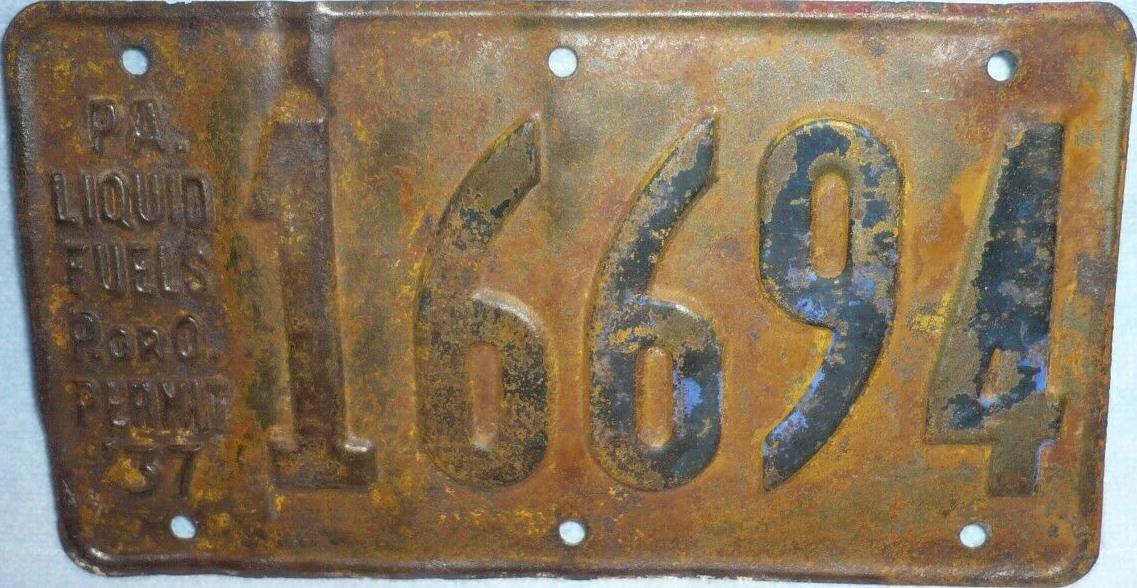 PA.
LIQUID
FUELS
P. OR O.
PERMIT
'37
16694